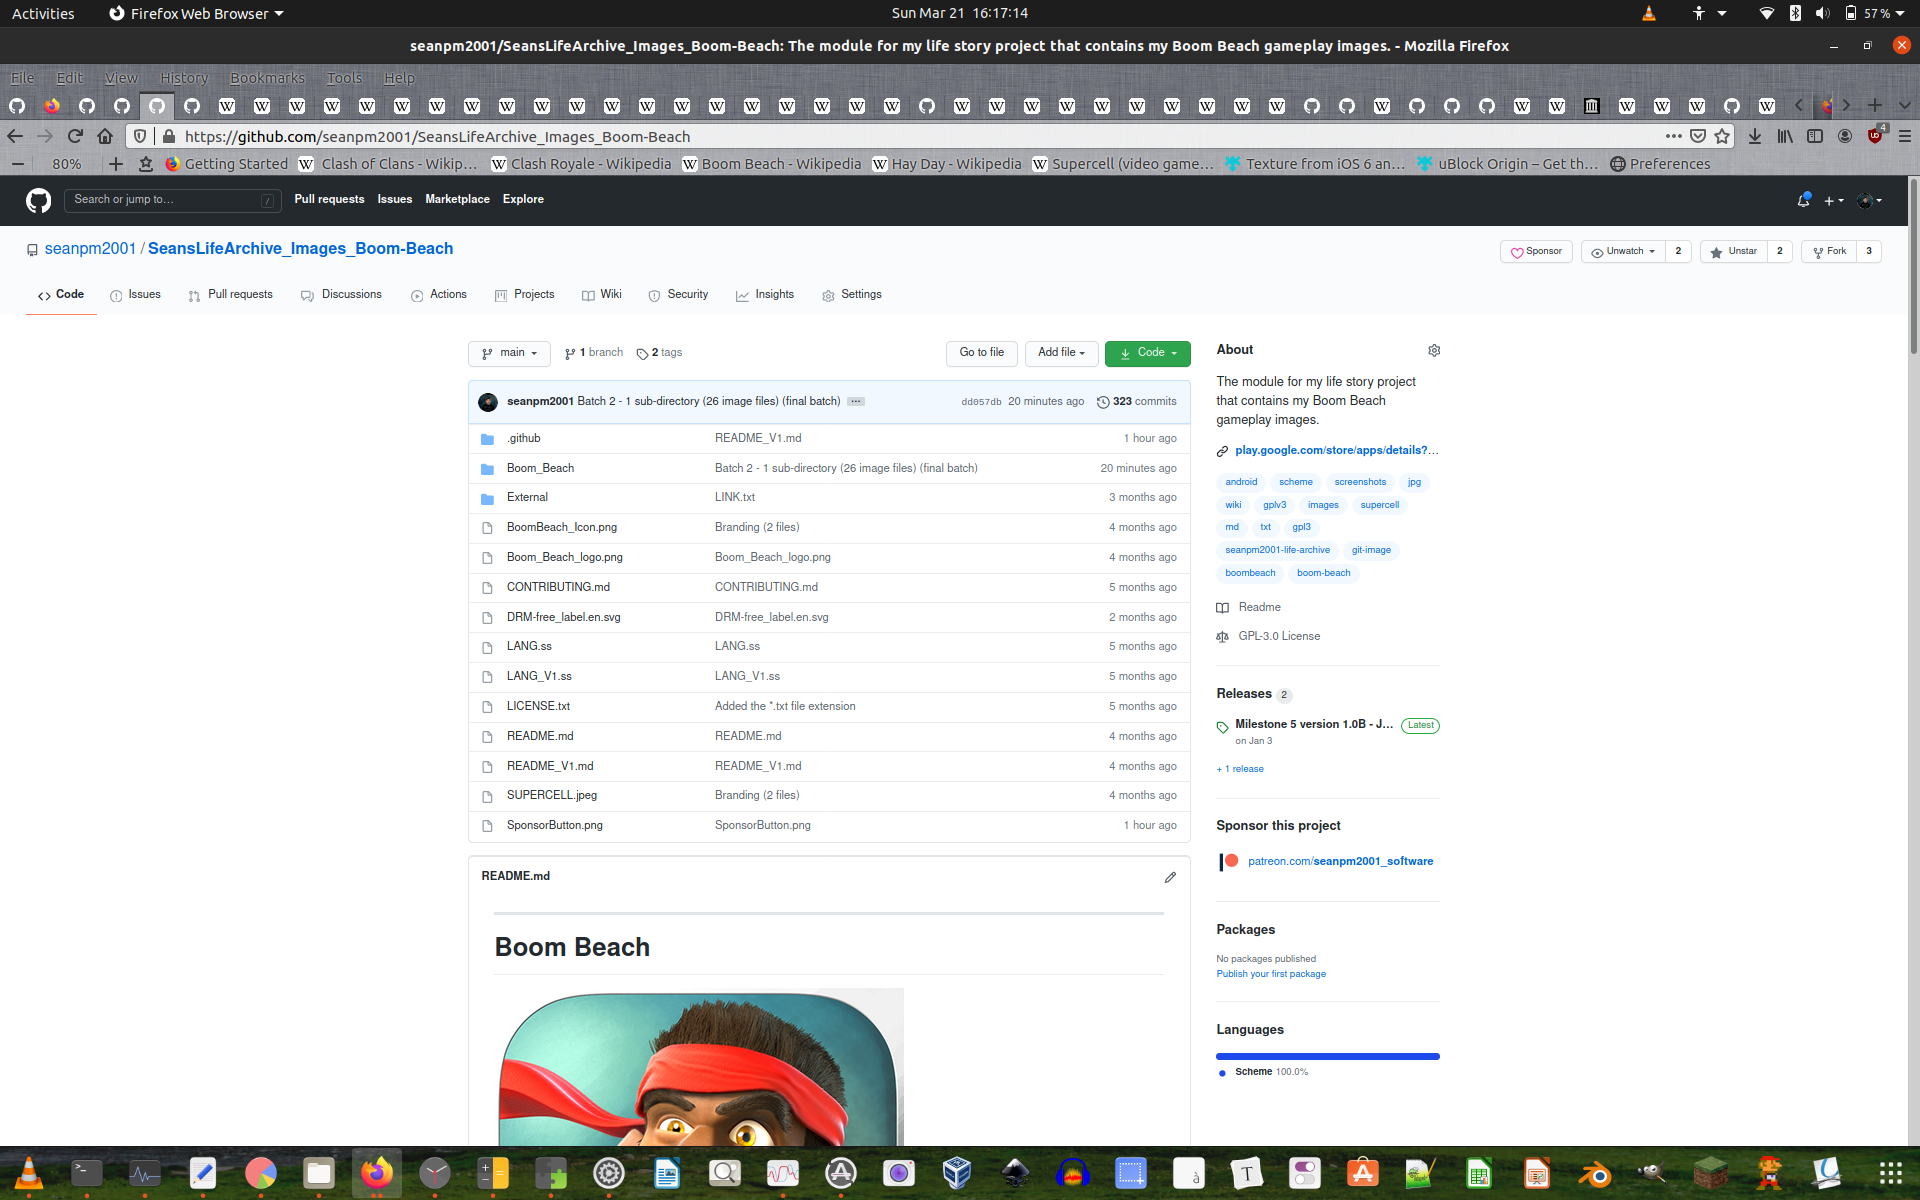 Activities Firefox Web Browser Sun Mar 21 16:17:14 57 %
seanpm2001/SeansLifeArchive_Images_Boom-Beach: The module for my life story project that contains my Boom Beach gameplay images. - Mozilla Firefox
File Edit View History Bookmarks Tools Help
https://github.com/seanpm2001/SeansLifeArchive_Images_Boom-Beach 4
80% Getting Started Clash of Clans - Wikip… Clash Royale - Wikipedia Boom Beach - Wikipedia Hay Day - Wikipedia Supercell (video game… Texture from iOS 6 an… uBlock Origin – Get th… Preferences
Search or jump to… / Pull requests Issues Marketplace Explore
seanpm2001 / SeansLifeArchive_Images_Boom-Beach Sponsor Unwatch 2 Unstar 2 Fork 3
Code Issues Pull requests Discussions Actions Projects Wiki Security Insights Settings
main 1 branch 2 tags Go to file Add file Code
seanpm2001 Batch 2 - 1 sub-directory (26 image files) (final batch) … dd057db 20 minutes ago 323 commits
.github README_V1.md 1 hour ago
Boom_Beach Batch 2 - 1 sub-directory (26 image files) (final batch) 20 minutes ago
External LINK.txt 3 months ago
BoomBeach_Icon.png Branding (2 files) 4 months ago
Boom_Beach_logo.png Boom_Beach_logo.png 4 months ago
CONTRIBUTING.md CONTRIBUTING.md 5 months ago
DRM-free_label.en.svg DRM-free_label.en.svg 2 months ago
LANG.ss LANG.ss 5 months ago
LANG_V1.ss LANG_V1.ss 5 months ago
LICENSE.txt Added the *.txt file extension 5 months ago
README.md README.md 4 months ago
README_V1.md README_V1.md 4 months ago
SUPERCELL.jpeg Branding (2 files) 4 months ago
SponsorButton.png SponsorButton.png 1 hour ago
README.md
Boom Beach
About
The module for my life story project
that contains my Boom Beach
gameplay images.
play.google.com/store/apps/details?…
android scheme screenshots jpg
wiki gplv3 images supercell
md txt gpl3
seanpm2001-life-archive git-image
boombeach boom-beach
Readme
GPL-3.0 License
Releases 2
Milestone 5 version 1.0B - J… Latest
on Jan 3
+ 1 release
Sponsor this project
patreon.com/seanpm2001_software
Packages
No packages published
Publish your first package
Languages
Scheme 100.0%